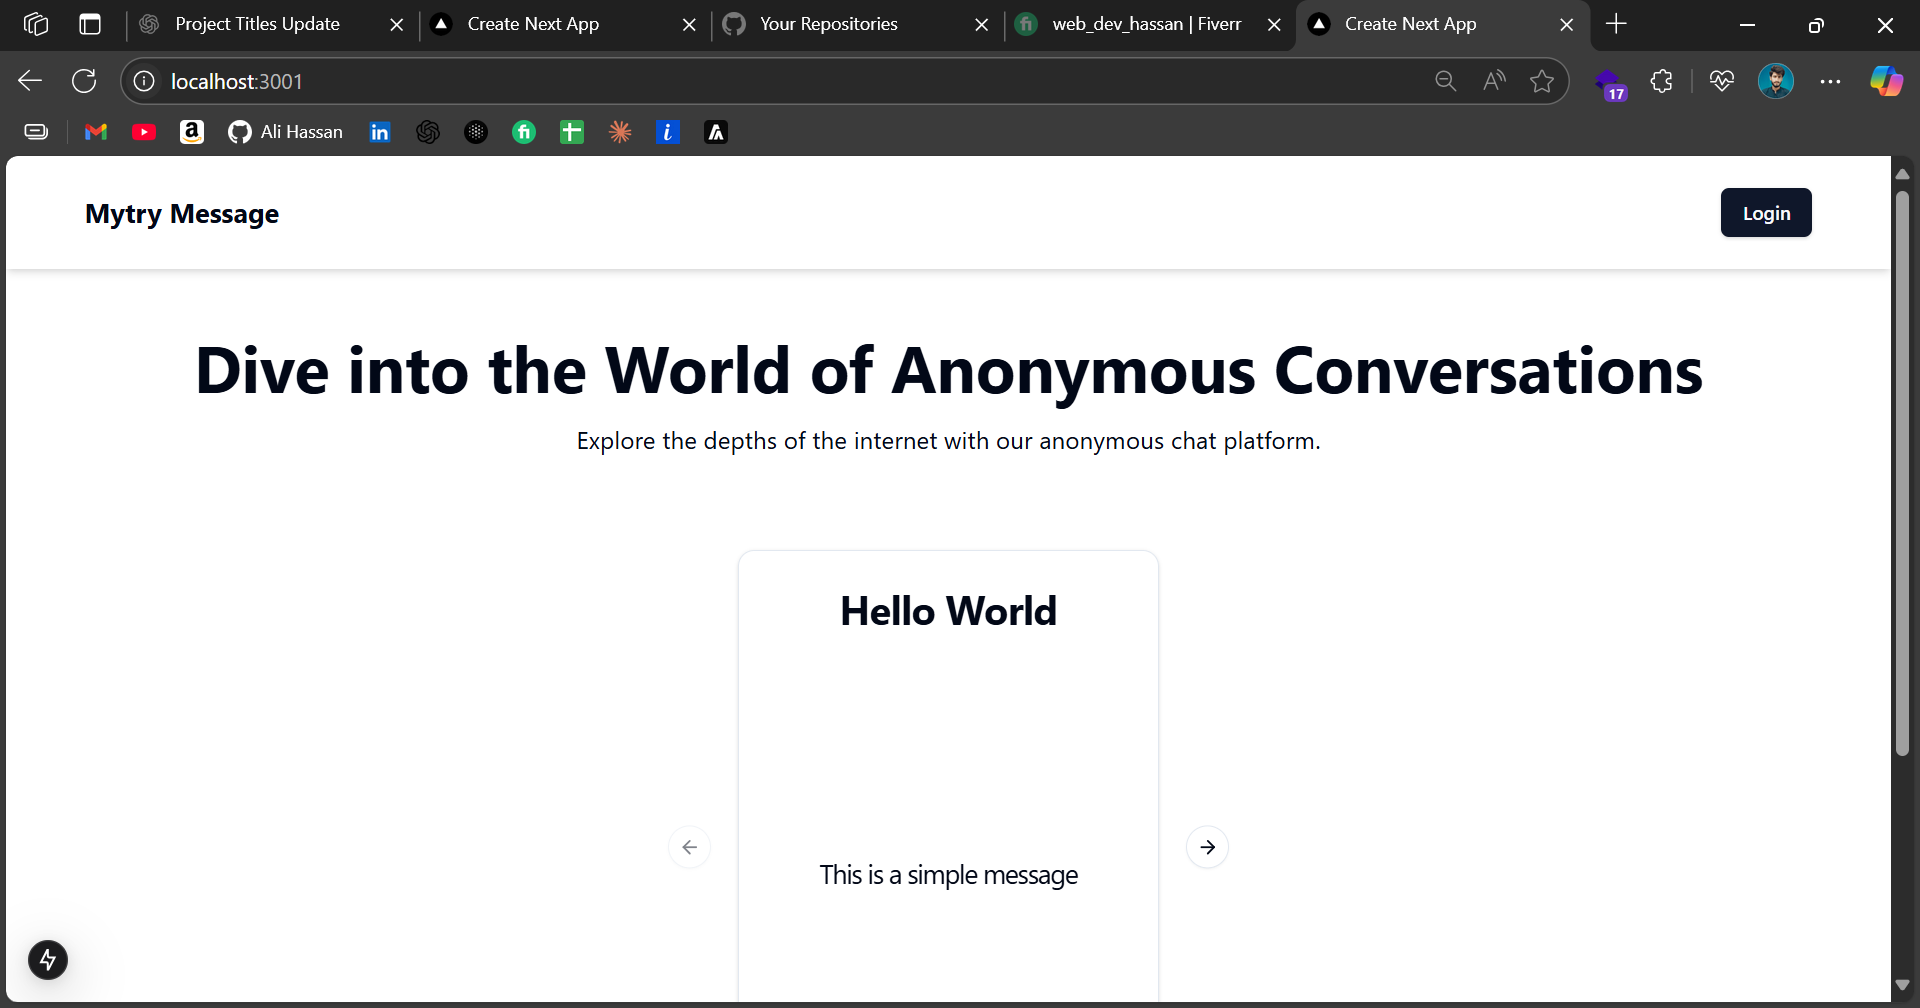 Project Titles Update
Create Next App
Your Repositories
web_dev_hassan | Fiverr
Create Next App
localhost:3001
17
Ali Hassan
Mytry Message
Login
Dive into the World of Anonymous Conversations
Explore the depths of the internet with our anonymous chat platform.
Hello World
This is a simple message